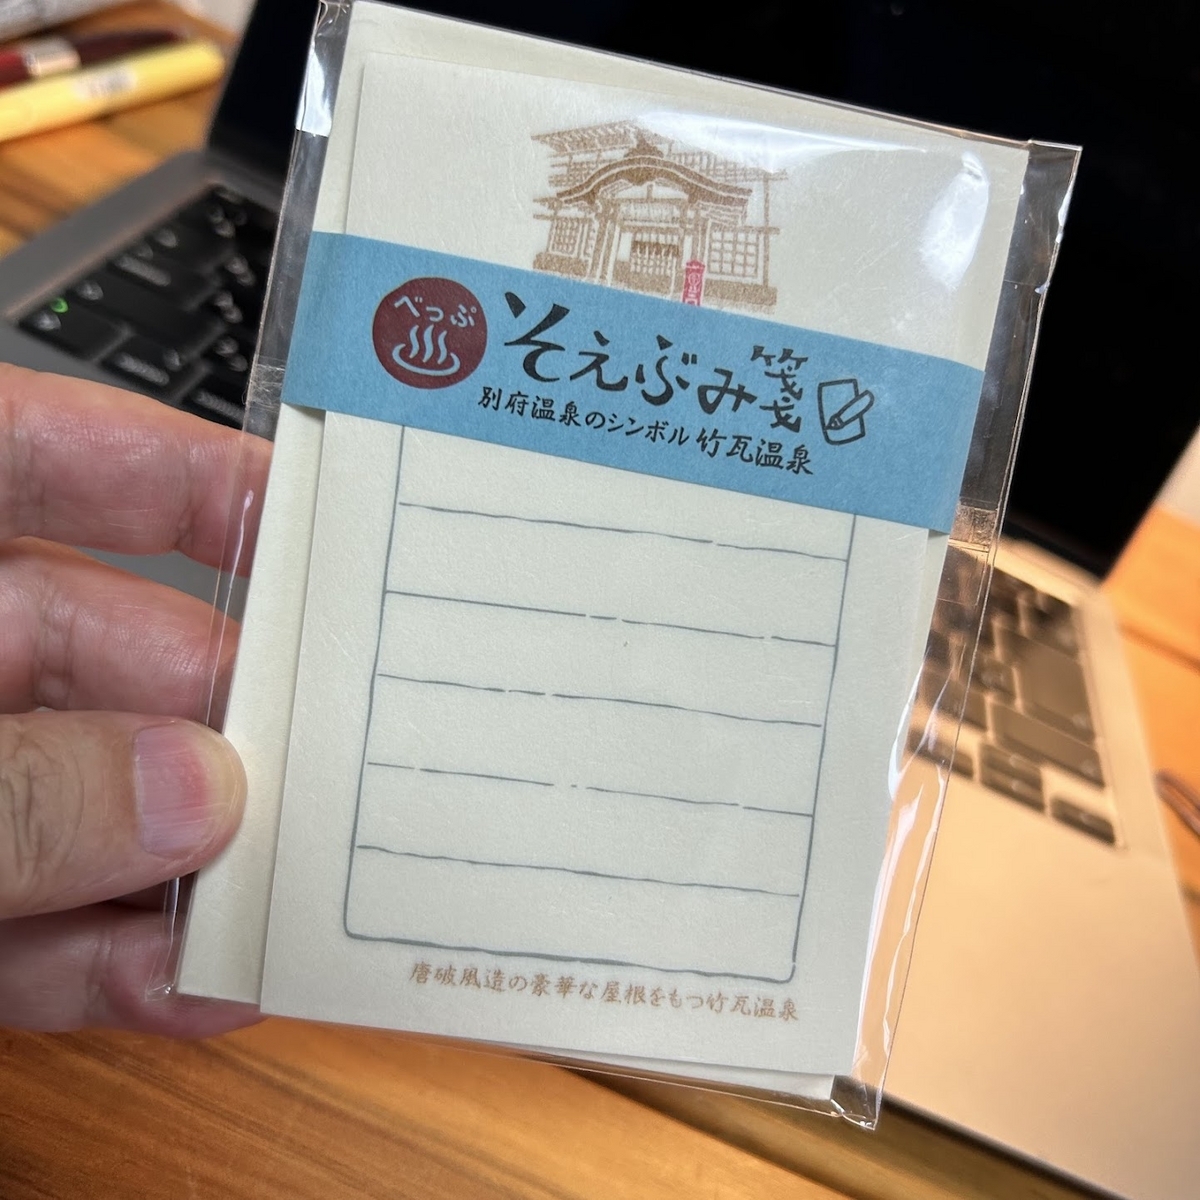 べっぷ
そえぶみ箋
別府温泉のシンボル 竹瓦温泉
唐破風造の豪華な屋根をもつ竹瓦温泉